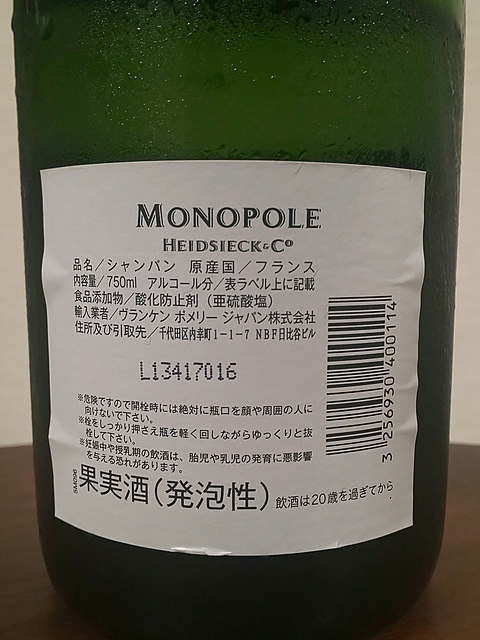 MONOPOLE
HEIDSIECK & Cº
品名／シャンパン 原産国／フランス
内容量／750ml アルコール分／表ラベル上に記載
食品添加物／酸化防止剤（亜硫酸塩）
輸入業者／ヴランケン ポメリー ジャパン株式会社
住所及び引取先／千代田区内幸町1-1-7 NBF日比谷ビル
L13417016
※危険ですので開栓時には絶対に瓶口を顔や周囲の人に
向けないで下さい。
※栓をしっかり押さえ瓶を軽く回しながらゆっくりと抜
栓して下さい。
※妊娠中や授乳期の飲酒は、胎児や乳児の発育に悪影響
を与える恐れがあります。
果実酒（発泡性）飲酒は20歳を過ぎてから.
3 256930 400114